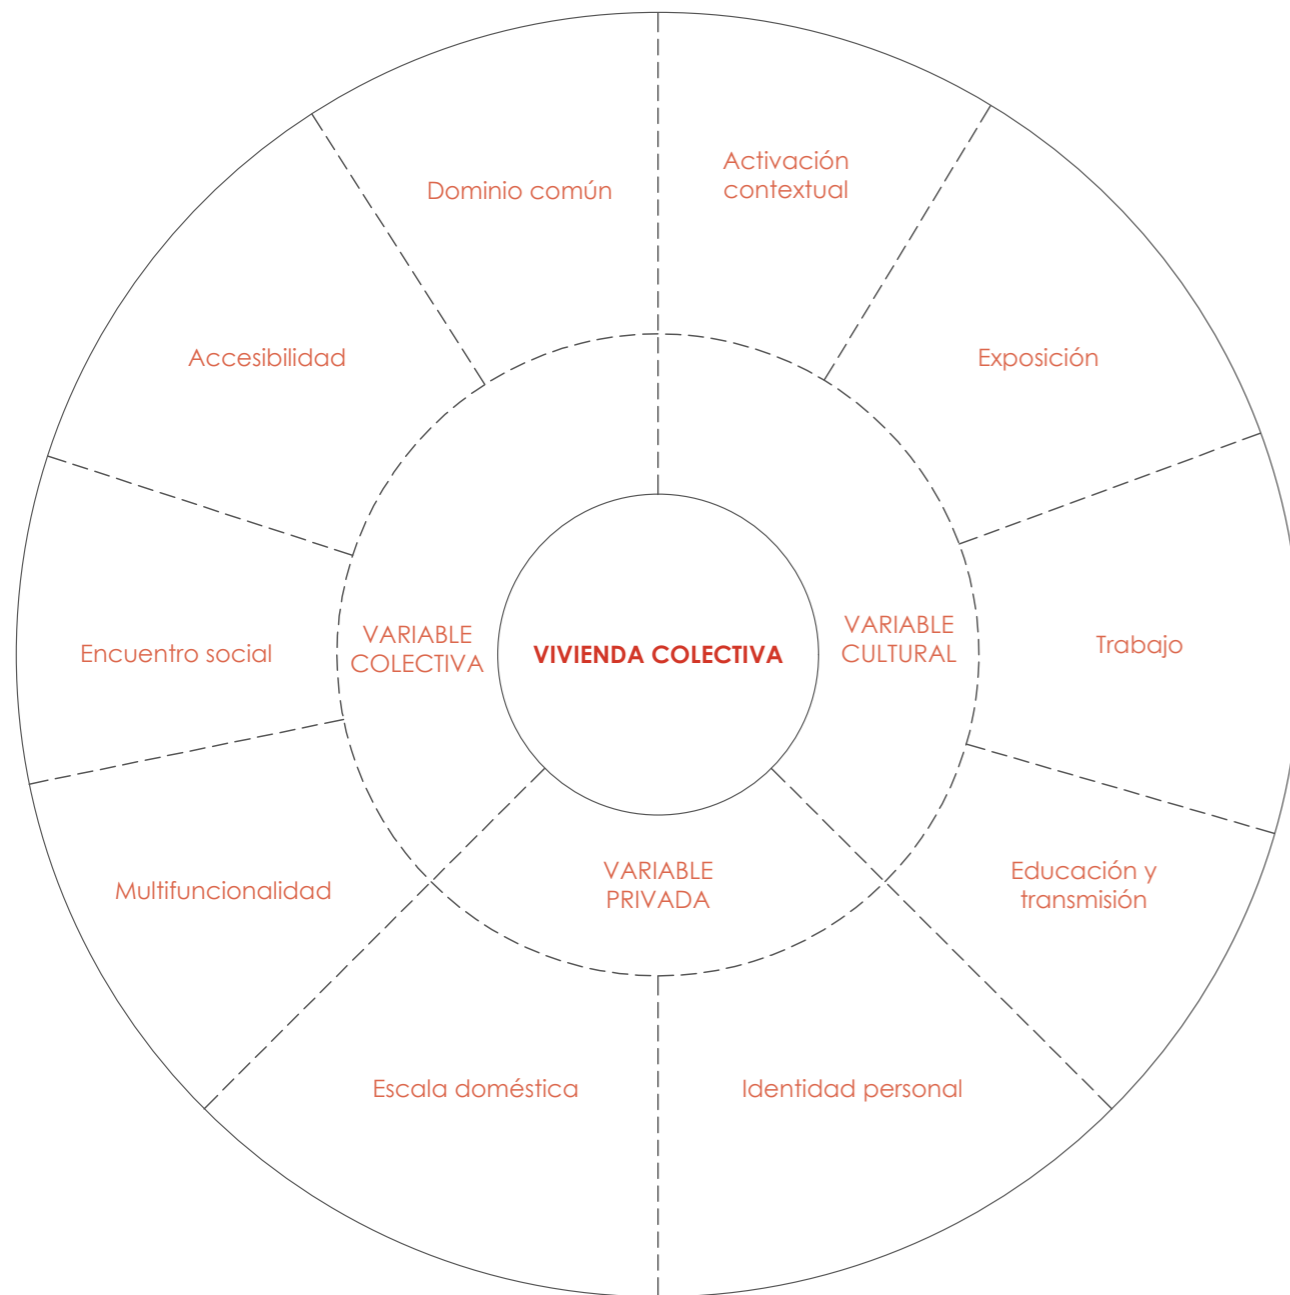 Activación
contextual
Dominio común
Exposición
Accesibilidad
VARIABLE
COLECTIVA
VIVIENDA COLECTIVA
VARIABLE
CULTURAL
Trabajo
Encuentro social
VARIABLE
PRIVADA
Educación y
transmisión
Multifuncionalidad
Escala doméstica
Identidad personal